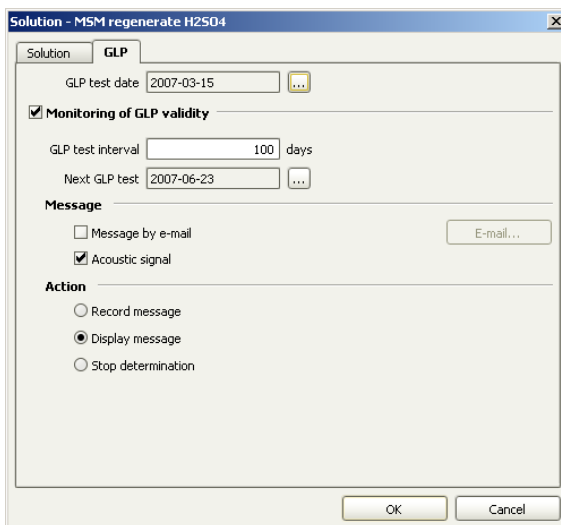 Solution - MSM regenerate H2SO4
Solution GLP
GLP test date 2007-03-15 ...
Monitoring of GLP validity
GLP test interval 100 days
Next GLP test 2007-06-23 ...
Message
Message by e-mail E-mail...
Acoustic signal
Action
Record message
Display message
Stop determination
OK Cancel